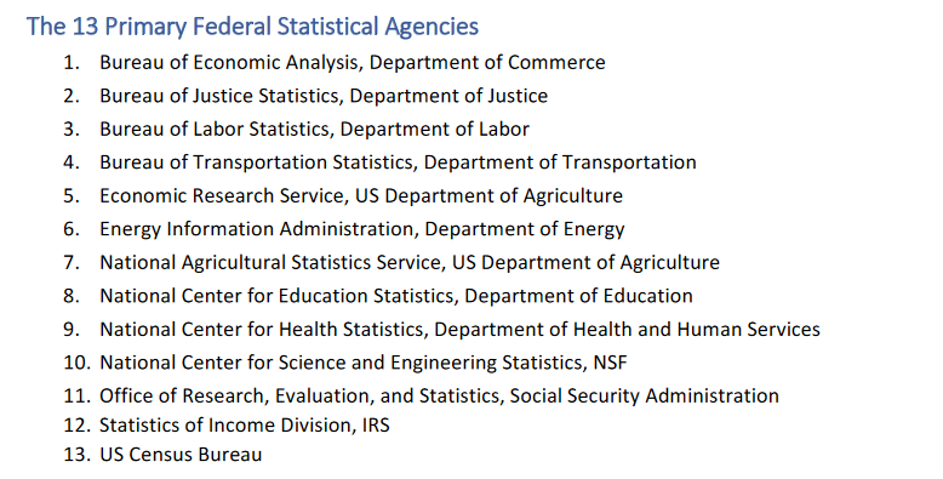 The 13 Primary Federal Statistical Agencies
1. Bureau of Economic Analysis, Department of Commerce
2. Bureau of Justice Statistics, Department of Justice
3. Bureau of Labor Statistics, Department of Labor
4. Bureau of Transportation Statistics, Department of Transportation
5. Economic Research Service, US Department of Agriculture
6. Energy Information Administration, Department of Energy
7. National Agricultural Statistics Service, US Department of Agriculture
8. National Center for Education Statistics, Department of Education
9. National Center for Health Statistics, Department of Health and Human Services
10. National Center for Science and Engineering Statistics, NSF
11. Office of Research, Evaluation, and Statistics, Social Security Administration
12. Statistics of Income Division, IRS
13. US Census Bureau